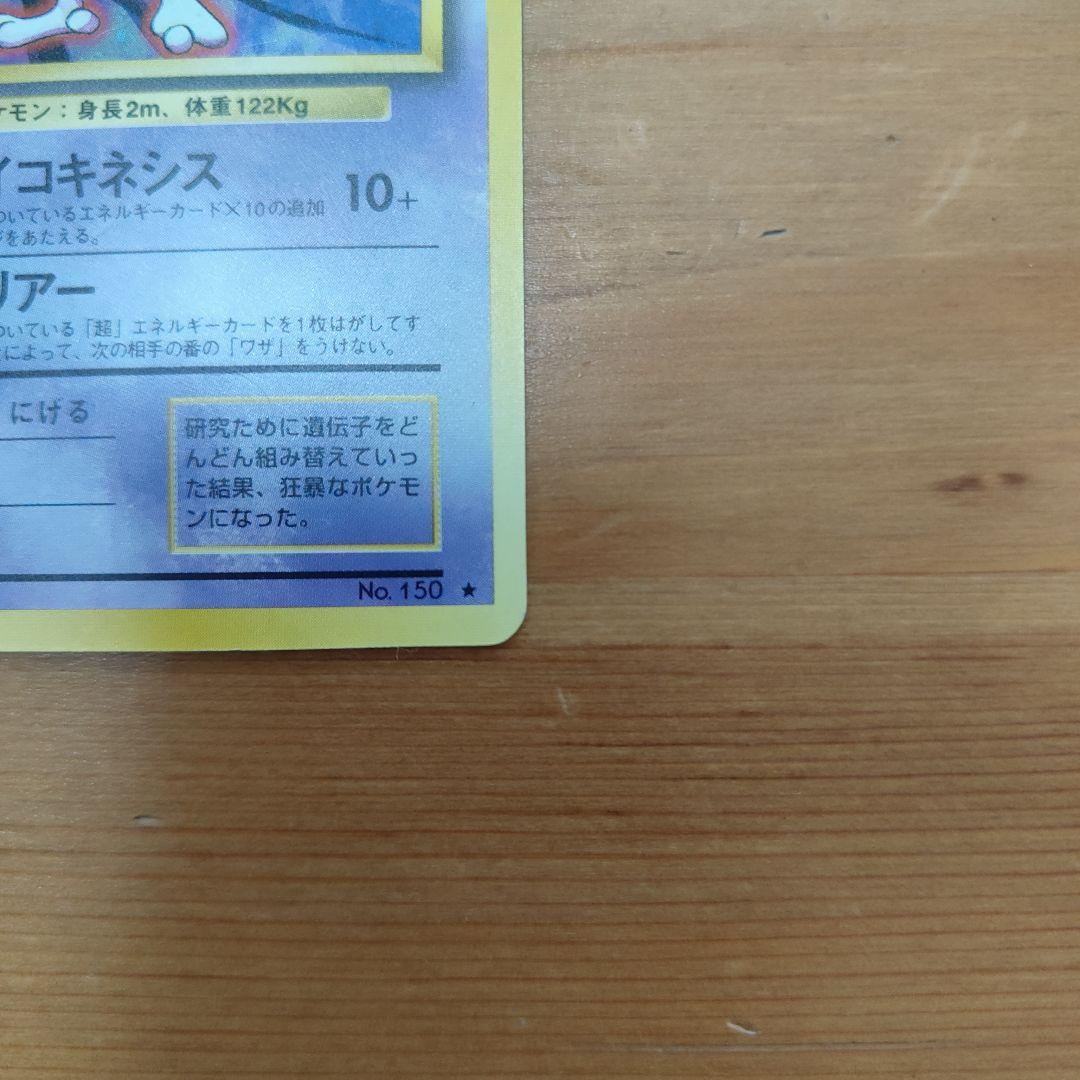 ケモン：身長2m、体重122Kg
イコキネシス 10+
ついているエネルギーカード×10の追加
ジをあたえる。
リアー
ついている「超」エネルギーカードを1枚はがしてす
によって、次の相手の番の「ワザ」をうけない。
にげる
研究ために遺伝子をど
んどん組み替えていっ
た結果、狂暴なポケモ
ンになった。
No. 150 ★